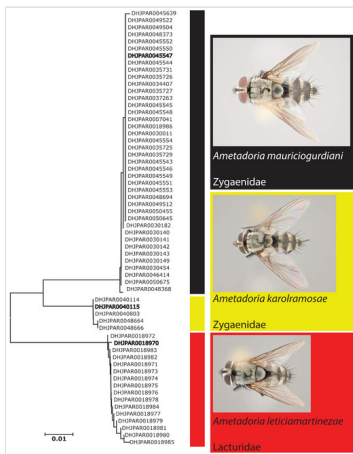 DHJPAR0045639
DHJPAR0049522
DHJPAR0049504
DHJPAR0048373
DHJPAR0045552
DHJPAR0045550
DHJPAR0045547
DHJPAR0045544
DHJPAR0035731
DHJPAR0035726
DHJPAR0034407
DHJPAR0035727
DHJPAR0037263
DHJPAR0045545
DHJPAR0045548
DHJPAR0007041
DHJPAR0018986
DHJPAR0030011
DHJPAR0045554
DHJPAR0035725
DHJPAR0035729
DHJPAR0045543
DHJPAR0045546
DHJPAR0045549
DHJPAR0045551
DHJPAR0045553
DHJPAR0048694
DHJPAR0049512
DHJPAR0050455
DHJPAR0050645
DHJPAR0030182
DHJPAR0030140
DHJPAR0030141
DHJPAR0030142
DHJPAR0030143
DHJPAR0030149
DHJPAR0030454
DHJPAR0046414
DHJPAR0050675
DHJPAR0048368
Ametadoria mauriciogurdiani
Zygaenidae
DHJPAR0040114
DHJPAR0040115
DHJPAR0040803
DHJPAR0048664
DHJPAR0048666
Ametadoria karolramosae
Zygaenidae
DHJPAR0018972
DHJPAR0018970
DHJPAR0018983
DHJPAR0018982
DHJPAR0018971
DHJPAR0018973
DHJPAR0018974
DHJPAR0018975
DHJPAR0018976
DHJPAR0018978
DHJPAR0018984
DHJPAR0018977
DHJPAR0018979
DHJPAR0018981
DHJPAR0018980
DHJPAR0018985
Ametadoria leticiamartinezae
Lacturidae
0.01